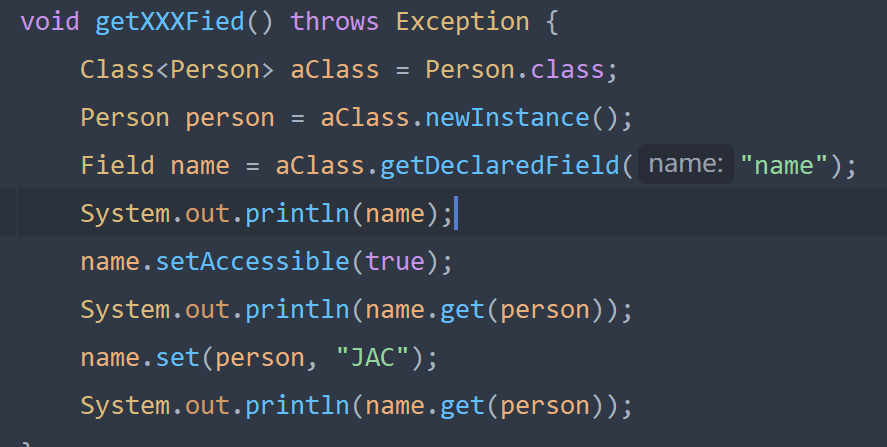 void getXXXFied() throws Exception {
Class<Person> aClass = Person.class;
Person person = aClass.newInstance();
Field name = aClass.getDeclaredField( name: "name");
System.out.println(name);
name.setAccessible(true);
System.out.println(name.get(person));
name.set(person, "JAC");
System.out.println(name.get(person));
}